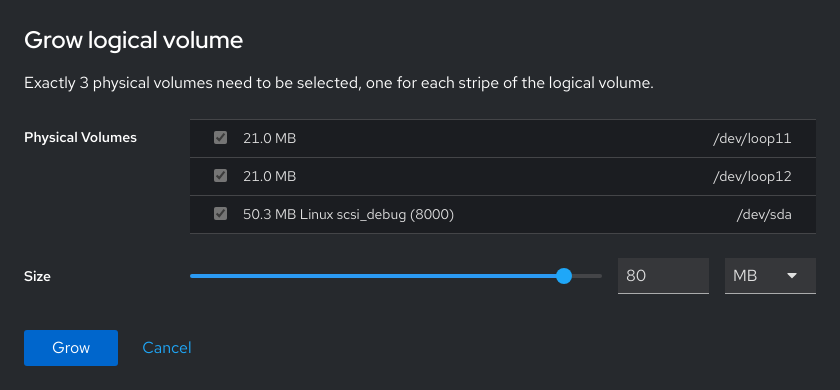 Grow logical volume
Exactly 3 physical volumes need to be selected, one for each stripe of the logical volume.
Physical Volumes
21.0 MB /dev/loop11
21.0 MB /dev/loop12
50.3 MB Linux scsi_debug (8000) /dev/sda
Size 80 MB
Grow Cancel